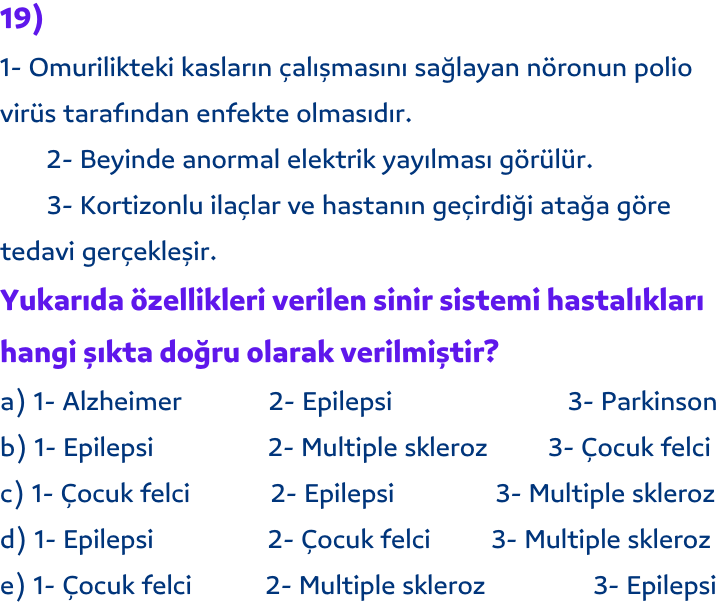 19)
1- Omurilikteki kasların çalışmasını sağlayan nöronun polio
virüs tarafından enfekte olmasıdır.
2- Beyinde anormal elektrik yayılması görülür.
3- Kortizonlu ilaçlar ve hastanın geçirdiği atağa göre
tedavi gerçekleşir.
Yukarıda özellikleri verilen sinir sistemi hastalıkları
hangi şıkta doğru olarak verilmiştir?
a) 1- Alzheimer 2- Epilepsi 3- Parkinson
b) 1- Epilepsi 2- Multiple skleroz 3- Çocuk felci
c) 1- Çocuk felci 2- Epilepsi 3- Multiple skleroz
d) 1- Epilepsi 2- Çocuk felci 3- Multiple skleroz
e) 1- Çocuk felci 2- Multiple skleroz 3- Epilepsi